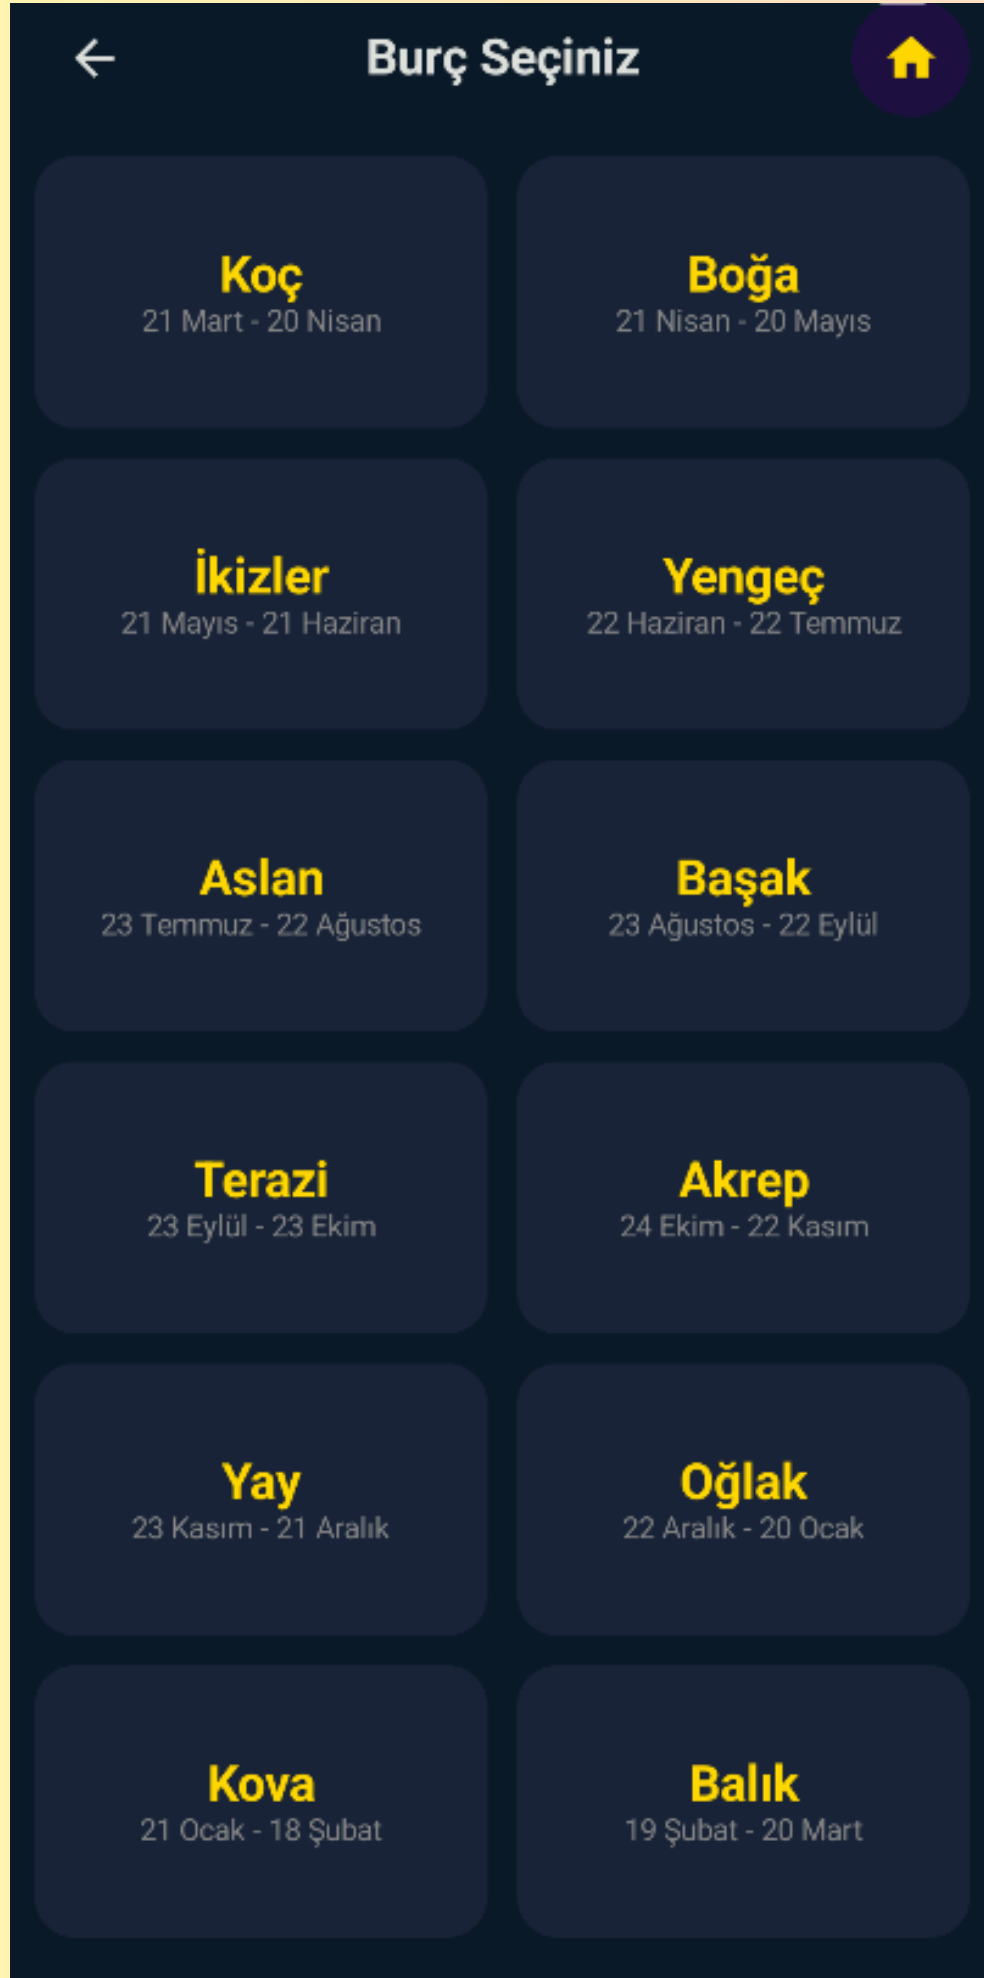 Burç Seçiniz
Koç
21 Mart - 20 Nisan
Boğa
21 Nisan - 20 Mayıs
İkizler
21 Mayıs - 21 Haziran
Yengeç
22 Haziran - 22 Temmuz
Aslan
23 Temmuz - 22 Ağustos
Başak
23 Ağustos - 22 Eylül
Terazi
23 Eylül - 23 Ekim
Akrep
24 Ekim - 22 Kasım
Yay
23 Kasım - 21 Aralık
Oğlak
22 Aralık - 20 Ocak
Kova
21 Ocak - 18 Şubat
Balık
19 Şubat - 20 Mart